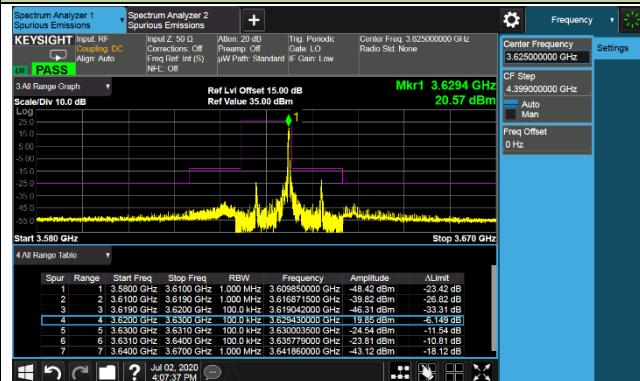 Spectrum Analyzer 1
Spurious Emissions
Spectrum Analyzer 2
Spurious Emissions
+
Frequency
KEYSIGHT
Input: RF
Coupling: DC
Align: Auto
Input Z: 50 Ω
Corrections: Off
Freq Ref: Int (S)
NFE: Off
Atten: 20 dB
Preamp: Off
µW Path: Standard
Trig: Periodic
Gate: LO
IF Gain: Low
Center Freq: 3.625000000 GHz
Radio Std: None
PASS
Center Frequency
3.625000000 GHz
Settings
CF Step
4.399000000 GHz
Auto
Man
Freq Offset
0 Hz
3 All Range Graph
Ref Lvl Offset 15.00 dB
Mkr1 3.6294 GHz
Scale/Div 10.0 dB
Ref Value 35.00 dBm
20.57 dBm
Log
25.0
15.0
5.00
-5.00
-15.0
-25.0
-35.0
-45.0
-55.0
1
Start 3.580 GHz
Stop 3.670 GHz
4 All Range Table
Spur Range Start Freq Stop Freq RBW Frequency Amplitude ΔLimit
1 1 3.5800 GHz 3.6100 GHz 1.000 MHz 3.609850000 GHz -48.42 dBm -23.42 dB
2 2 3.6100 GHz 3.6190 GHz 1.000 MHz 3.616871500 GHz -39.82 dBm -26.82 dB
3 3 3.6190 GHz 3.6200 GHz 100.0 kHz 3.619042000 GHz -46.31 dBm -33.31 dB
4 4 3.6200 GHz 3.6300 GHz 100.0 kHz 3.629430000 GHz 19.85 dBm -6.149 dB
5 5 3.6300 GHz 3.6310 GHz 100.0 kHz 3.630003500 GHz -24.54 dBm -11.54 dB
6 6 3.6310 GHz 3.6400 GHz 1.000 MHz 3.635779000 GHz -23.81 dBm -10.81 dB
7 7 3.6400 GHz 3.6700 GHz 1.000 MHz 3.641860000 GHz -43.12 dBm -18.12 dB
?
Jul 02, 2020
4:07:37 PM